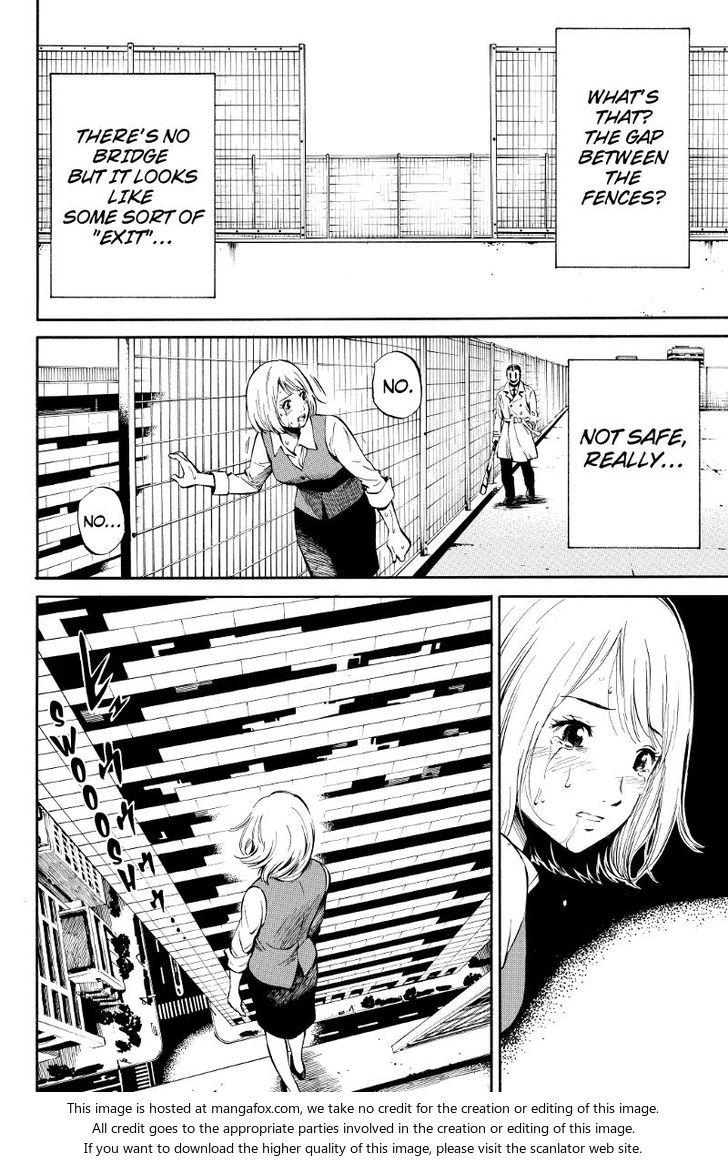 WHAT'S
THAT?
THE GAP
BETWEEN
THE
FENCES?
THERE'S NO
BRIDGE
BUT IT LOOKS
LIKE
SOME SORT OF
"EXIT"...
NOT SAFE,
REALLY...
NO.
NO...
SWOOOSH
This image is hosted at mangafox.com, we take no credit for the creation or editing of this image.
All credit goes to the appropriate parties involved in the creation or editing of this image.
If you want to download the higher quality of this image, please visit the scanlator web site.